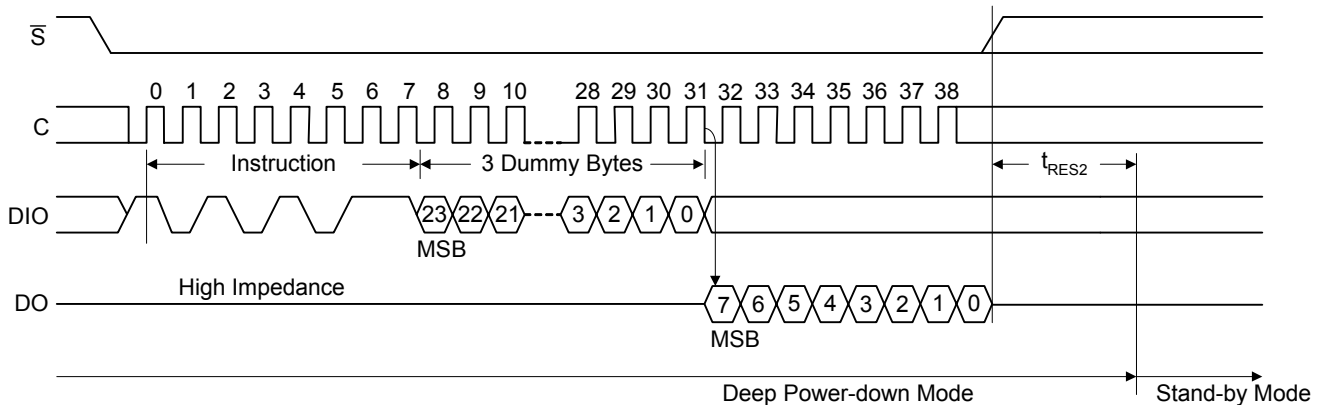 S
0 1 2 3 4 5 6 7 8 9 10 28 29 30 31 32 33 34 35 36 37 38
C
Instruction 3 Dummy Bytes tRES2
DIO 23 22 21 3 2 1 0
MSB
High Impedance
DO 7 6 5 4 3 2 1 0
MSB
Deep Power-down Mode Stand-by Mode